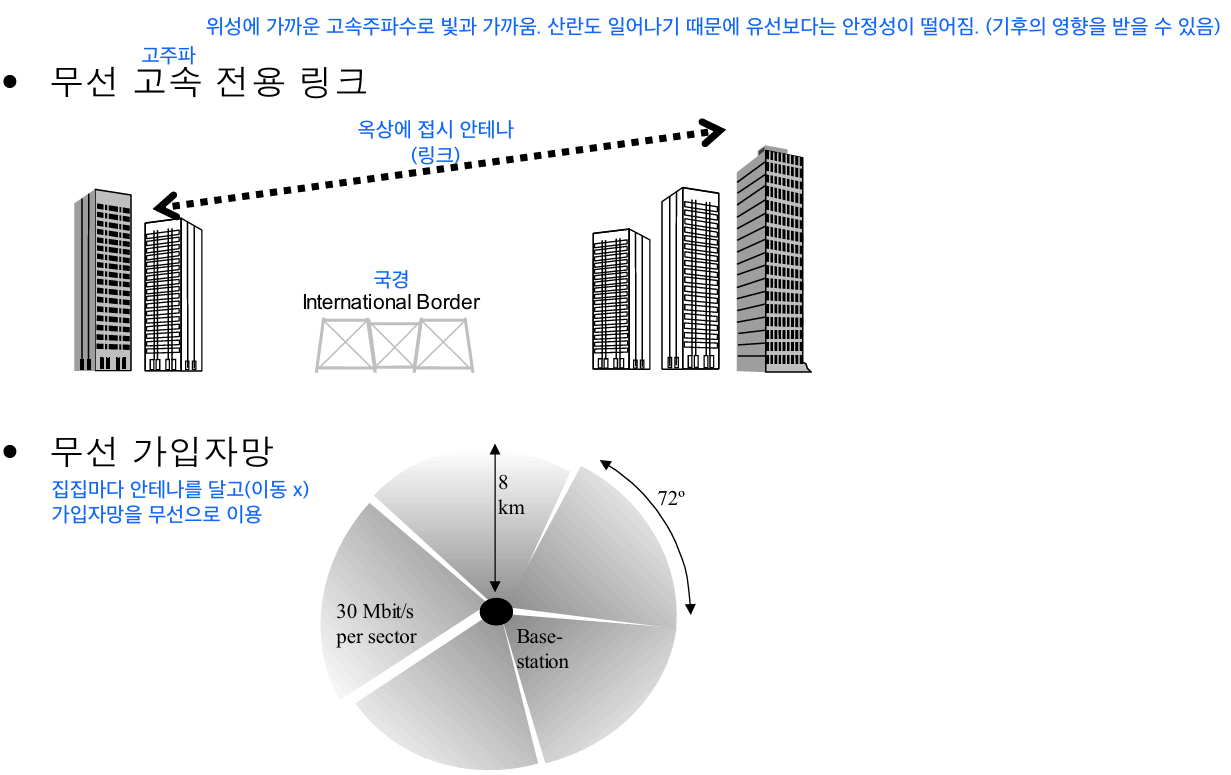 위성에 가까운 고속주파수로 빛과 가까움. 산란도 일어나기 때문에 유선보다는 안정성이 떨어짐. (기후의 영향을 받을 수 있음)
고주파
• 무선 고속 전용 링크
옥상에 접시 안테나
(링크)
국경
International Border
• 무선 가입자망
집집마다 안테나를 달고(이동 x)
가입자망을 무선으로 이용
8
km
72º
30 Mbit/s
per sector
Base-
station